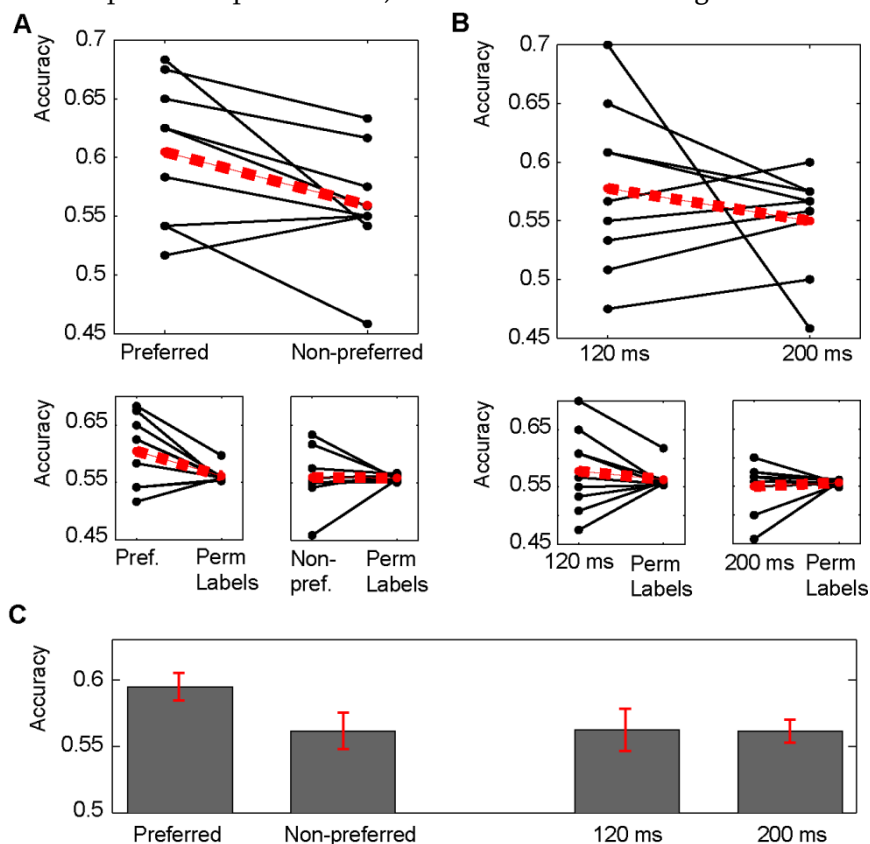 A
B
Accuracy
0.7
0.65
0.6
0.55
0.5
0.45
Preferred
Non-preferred
Accuracy
0.7
0.65
0.6
0.55
0.5
0.45
120 ms
200 ms
Accuracy
0.65
0.55
0.45
Pref.
Perm
Labels
Non-
pref.
Perm
Labels
Accuracy
0.65
0.55
0.45
120 ms
Perm
Labels
200 ms
Perm
Labels
C
Accuracy
0.6
0.55
0.5
Preferred
Non-preferred
120 ms
200 ms